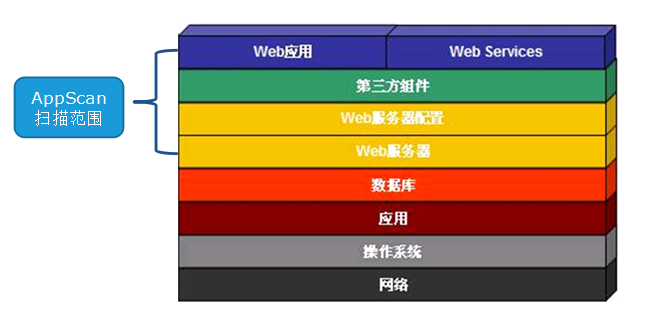 Web应用
Web Services
AppScan
扫描范围
第三方组件
Web服务器配置
Web服务器
数据库
应用
操作系统
网络